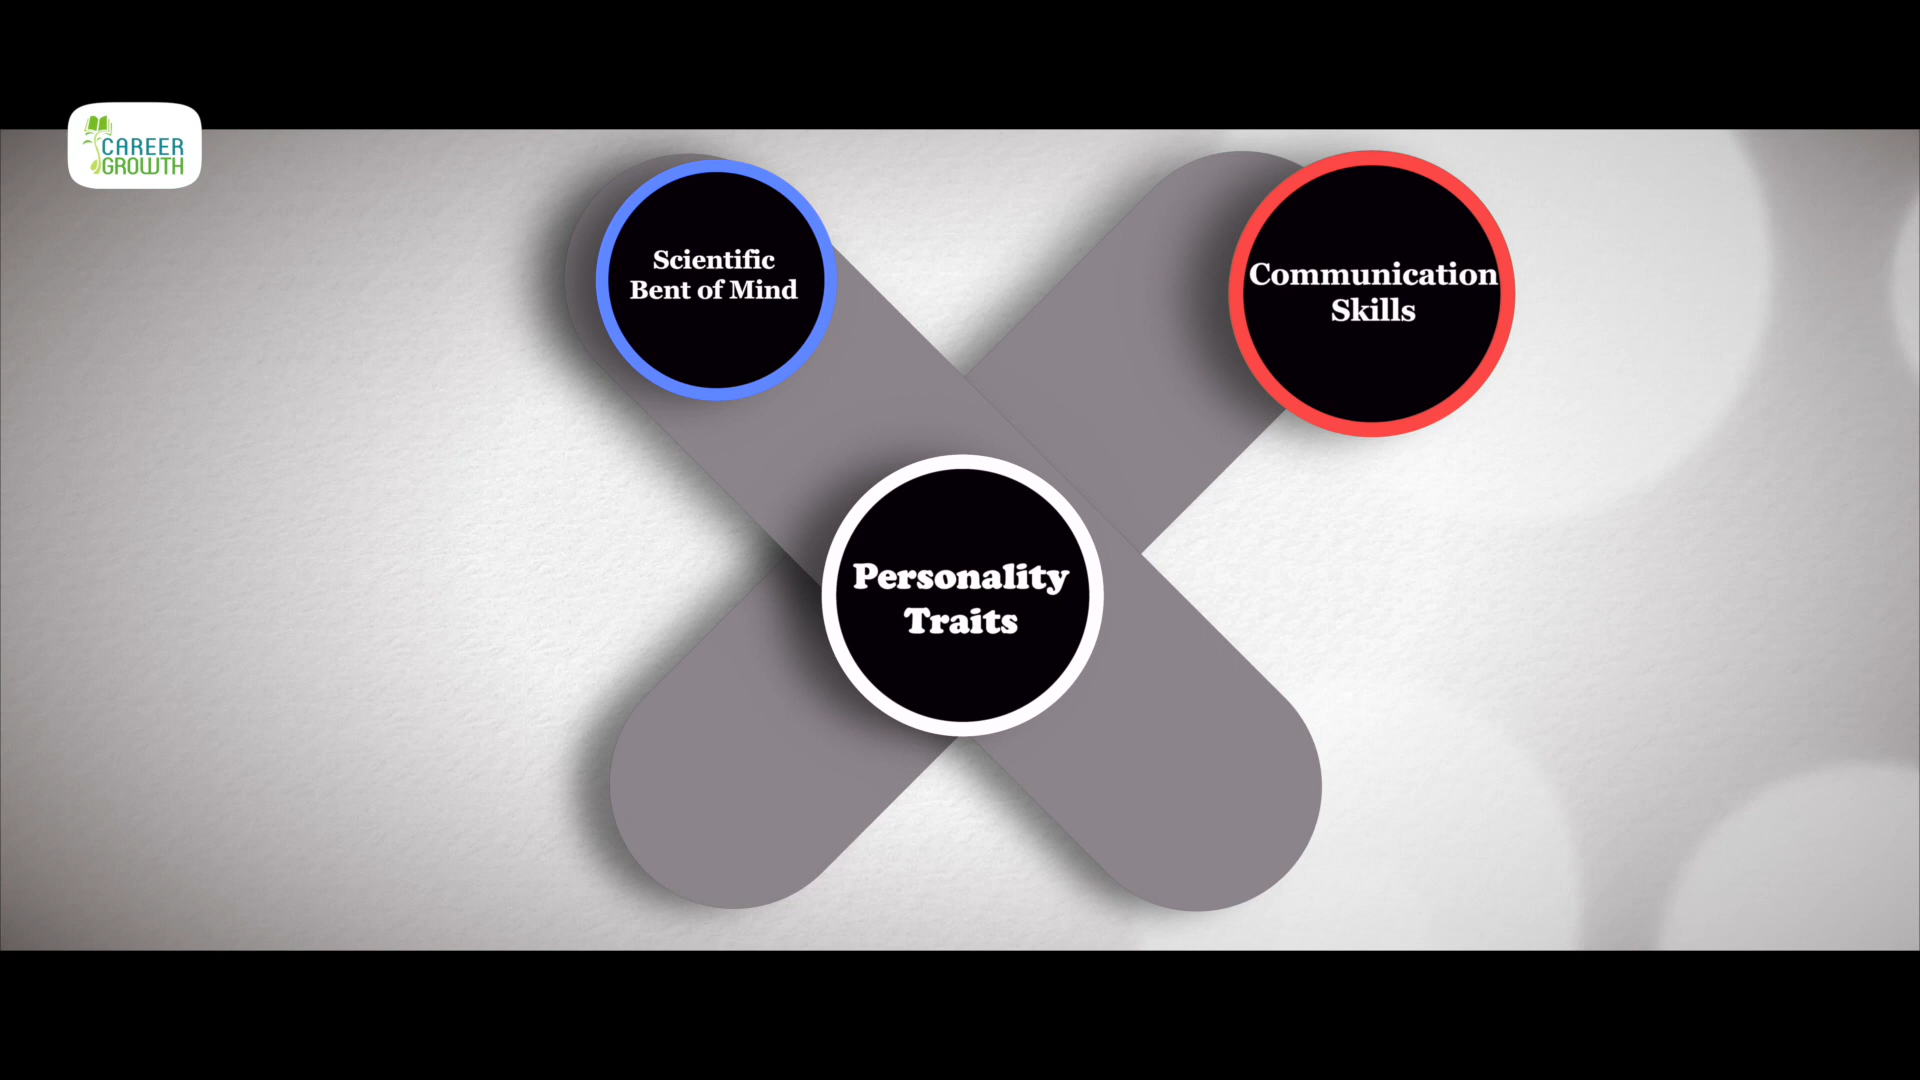 CAREER
GROWTH
Scientific
Bent of Mind
Communication
Skills
Personality
Traits